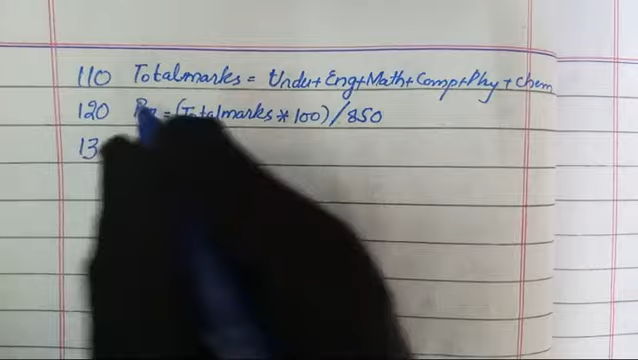 110 Totalmarks = Urdu+Eng+Math+Comp+Phy+Chem
120 = (Totalmarks * 100) / 850
13